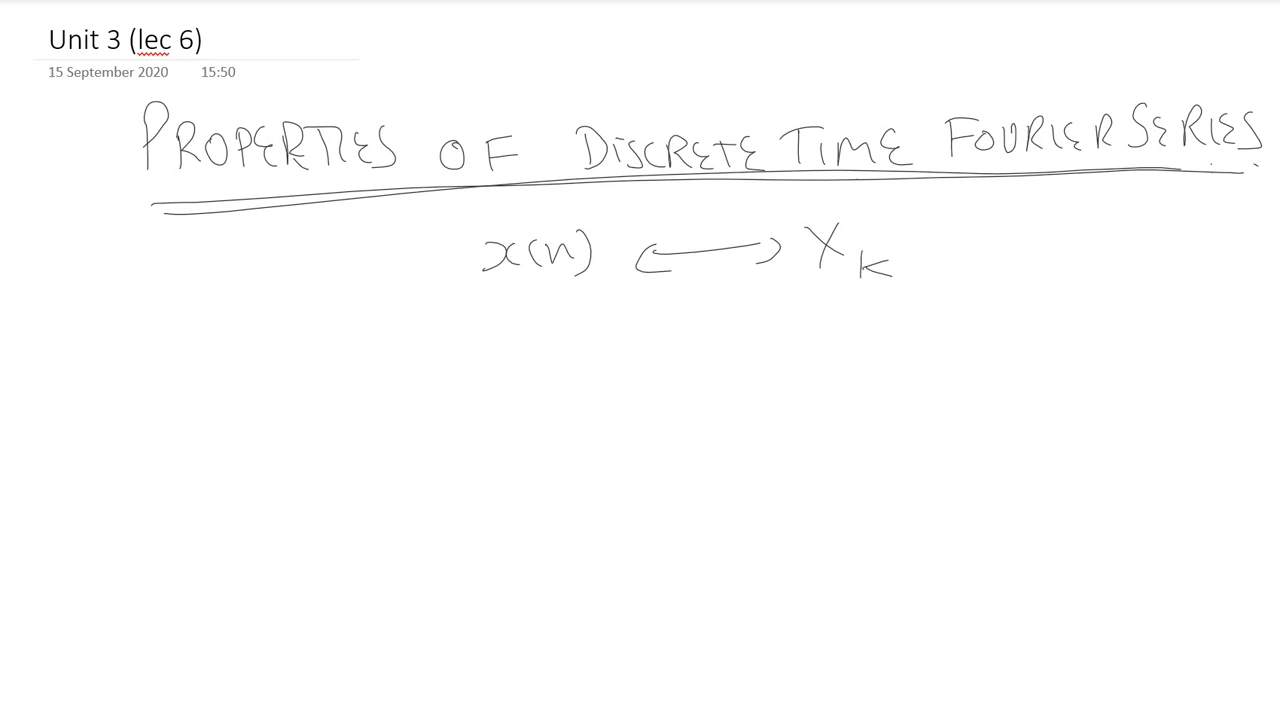 Unit 3 (lec 6)
15 September 2020 15:50
PROPERTIES OF DISCRETE TIME FOURIER SERIES
x(n) ⟷ X_K